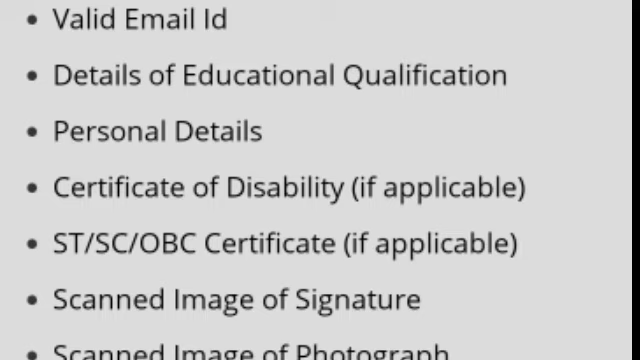 • Valid Email Id
• Details of Educational Qualification
• Personal Details
• Certificate of Disability (if applicable)
• ST/SC/OBC Certificate (if applicable)
• Scanned Image of Signature
• Scanned Image of Photograph